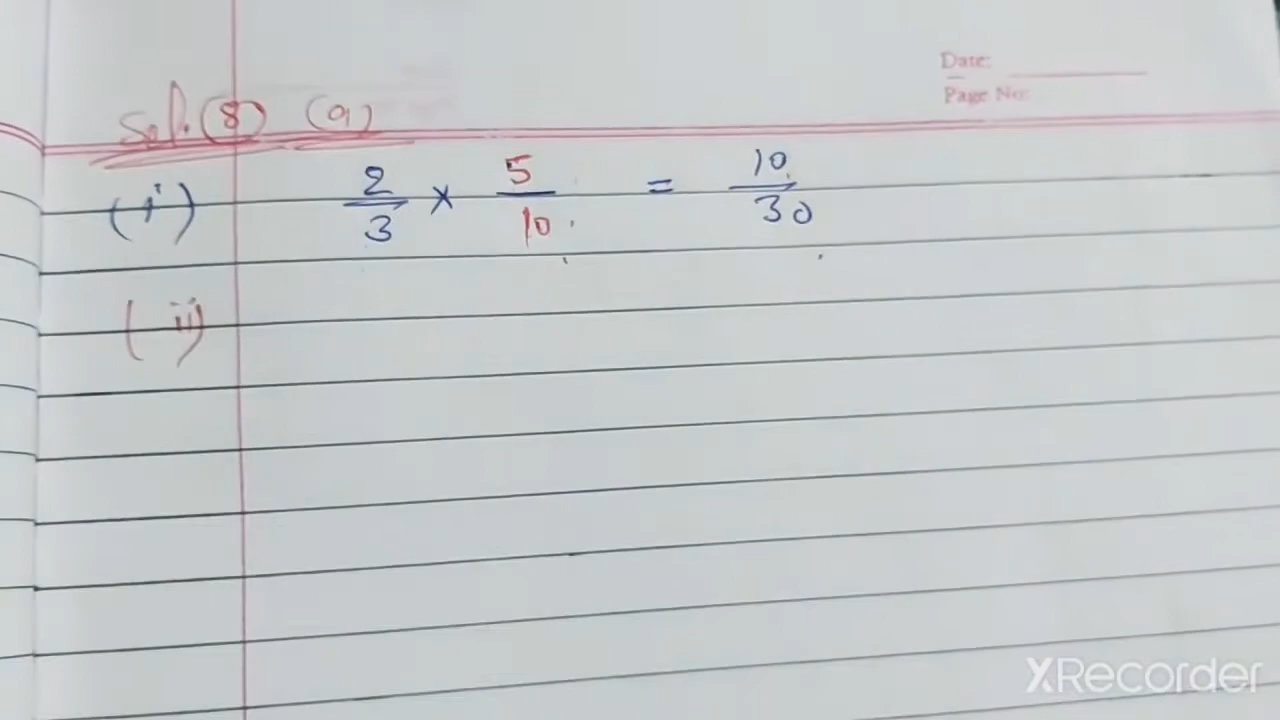 Date:
Page No:
Sol. (8) (a)
(i) 2/3 × 5/10 = 10/30
(ii)
XRecorder